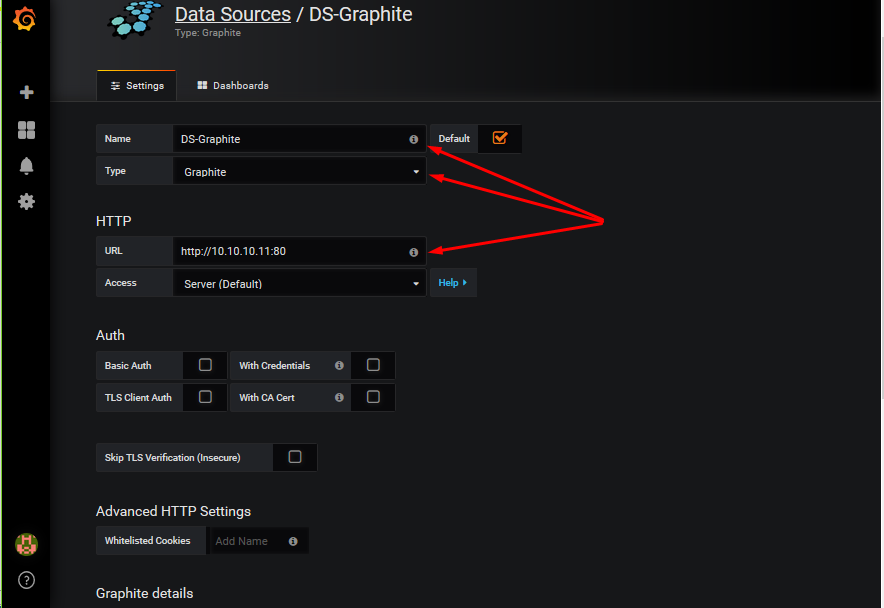 Data Sources / DS-Graphite
Type: Graphite
Settings Dashboards
Name DS-Graphite Default
Type Graphite
HTTP
URL http://10.10.10.11:80
Access Server (Default) Help
Auth
Basic Auth With Credentials
TLS Client Auth With CA Cert
Skip TLS Verification (Insecure)
Advanced HTTP Settings
Whitelisted Cookies Add Name
Graphite details